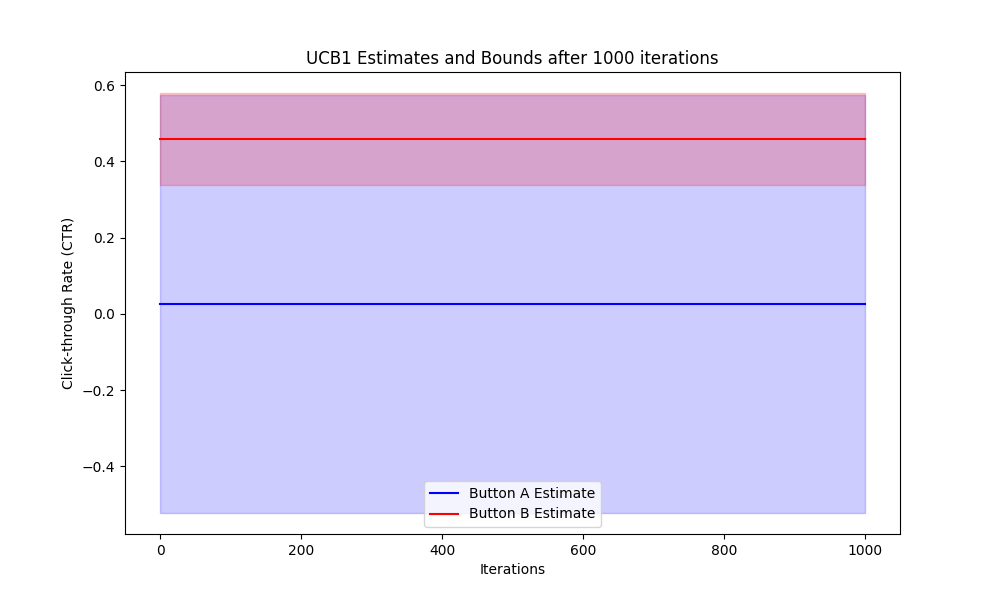 UCB1 Estimates and Bounds after 1000 iterations
0.6
0.4
0.2
0.0
−0.2
−0.4
Click-through Rate (CTR)
Button A Estimate
Button B Estimate
0 200 400 600 800 1000
Iterations